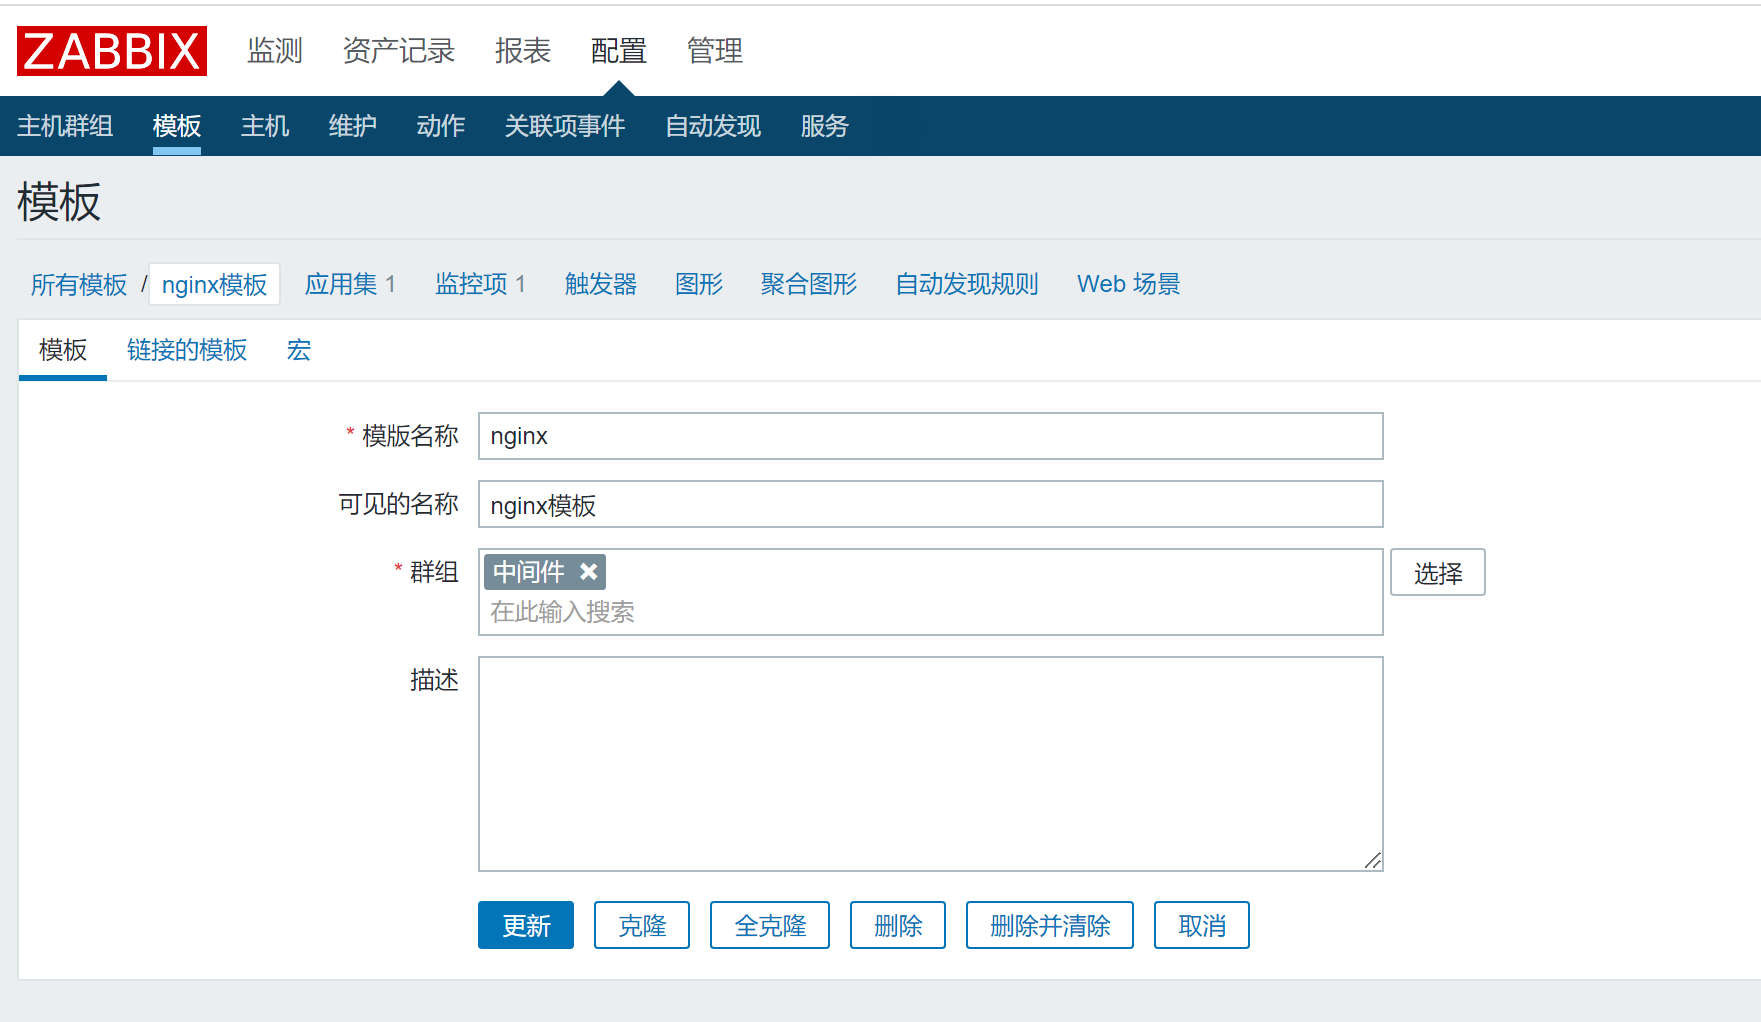 ZABBIX 监测 资产记录 报表 配置 管理
主机群组 模板 主机 维护 动作 关联项事件 自动发现 服务
模板
所有模板 / nginx模板 应用集 1 监控项 1 触发器 图形 聚合图形 自动发现规则 Web 场景
模板 链接的模板 宏
* 模版名称 nginx
可见的名称 nginx模板
* 群组 中间件 选择
在此输入搜索
描述
更新 克隆 全克隆 删除 删除并清除 取消